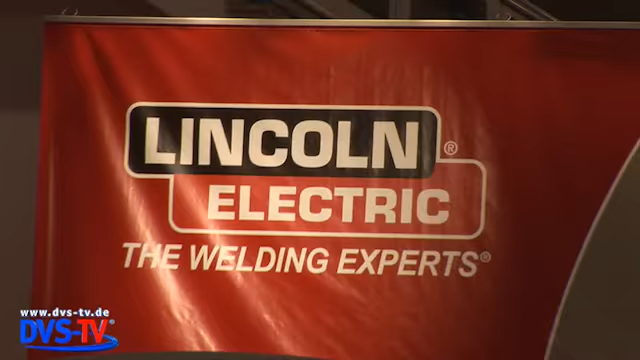 LINCOLN®
ELECTRIC
THE WELDING EXPERTS®
www.dvs-tv.de
DVS-TV®